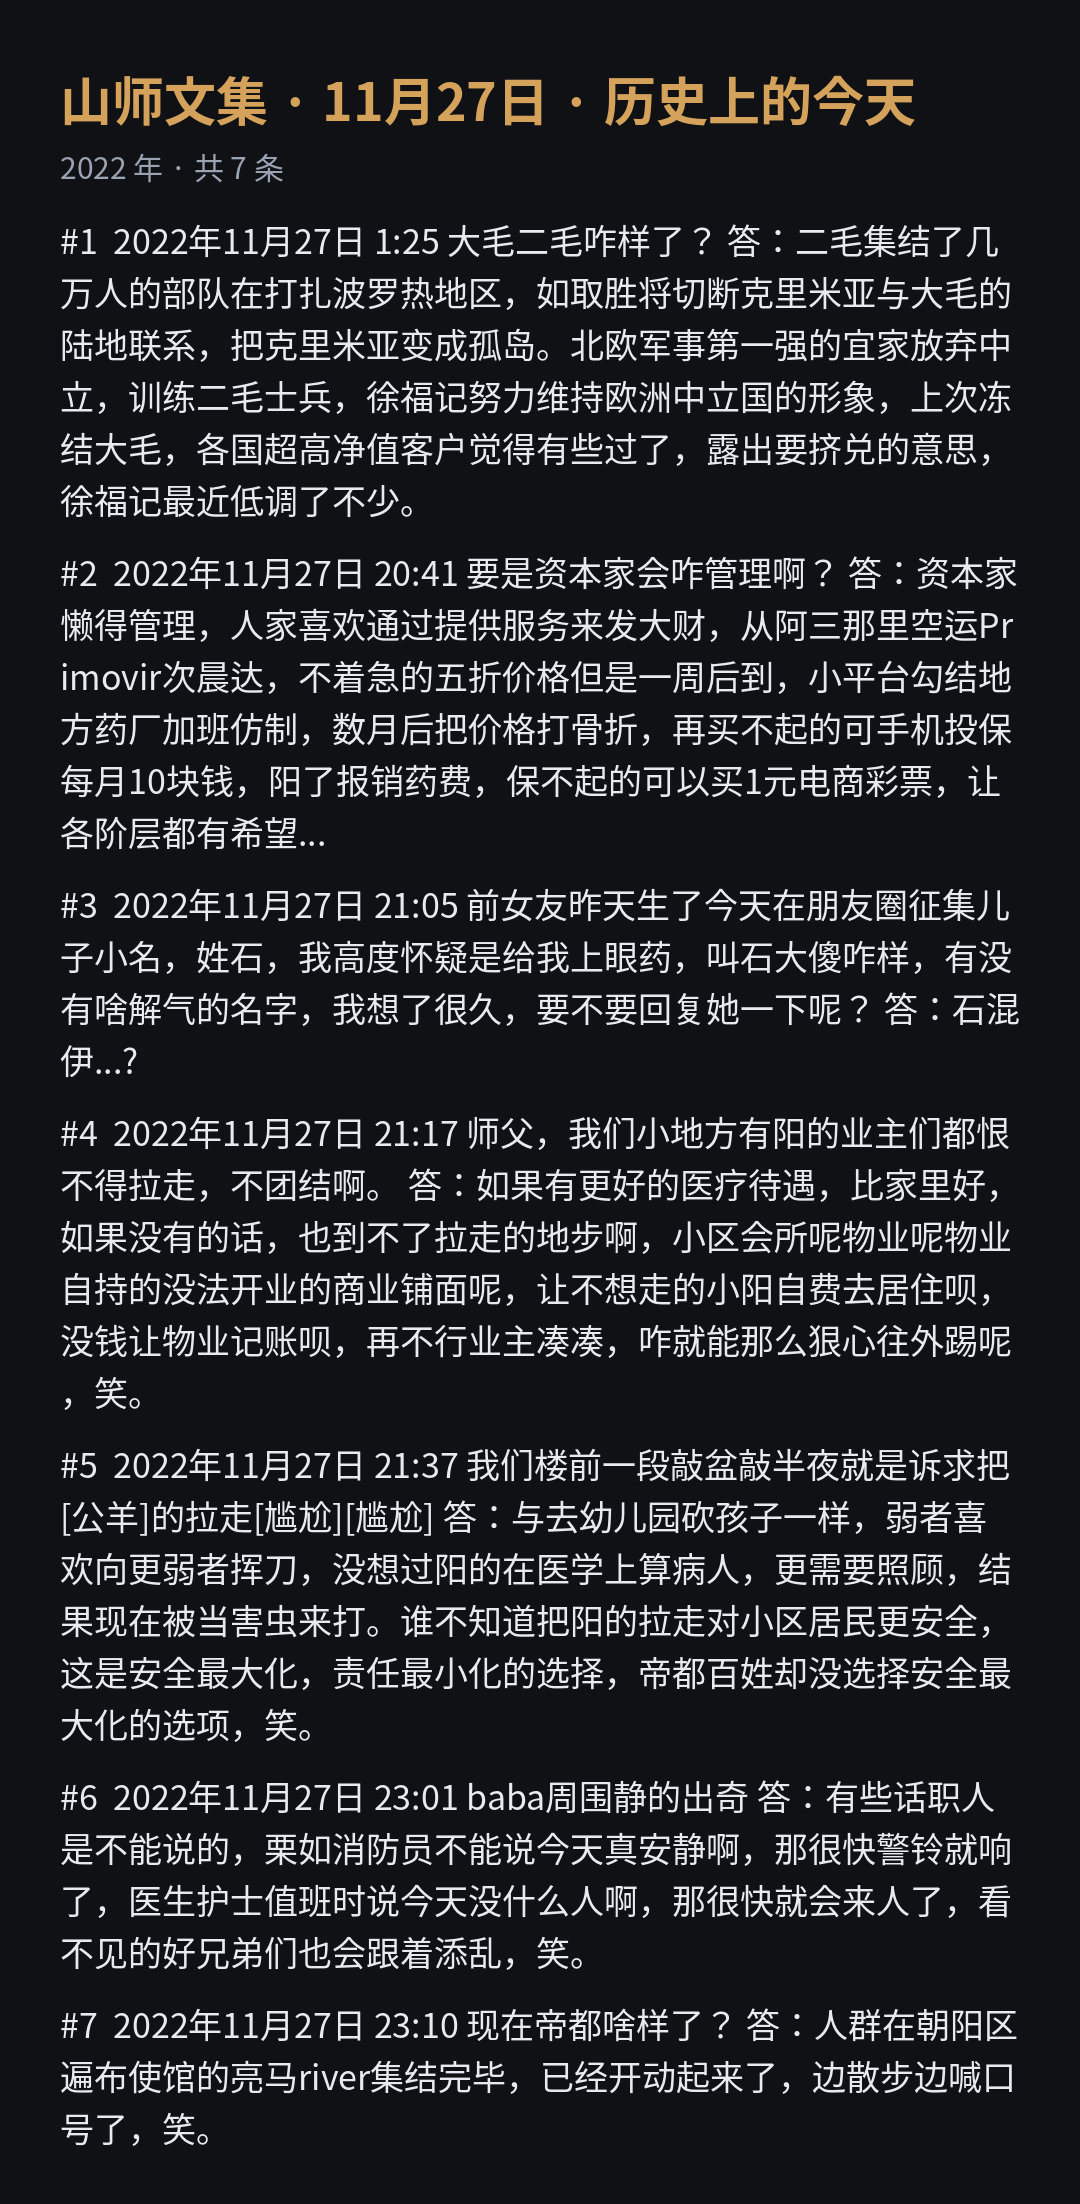 山师文集 · 11月27日 · 历史上的今天
2022 年 · 共 7 条
#1 2022年11月27日 1:25 大毛二毛咋样了？ 答：二毛集结了几
万人的部队在打扎波罗热地区，如取胜将切断克里米亚与大毛的
陆地联系，把克里米亚变成孤岛。北欧军事第一强的宜家放弃中
立，训练二毛士兵，徐福记努力维持欧洲中立国的形象，上次冻
结大毛，各国超高净值客户觉得有些过了，露出要挤兑的意思，
徐福记最近低调了不少。
#2 2022年11月27日 20:41 要是资本家会咋管理啊？ 答：资本家
懒得管理，人家喜欢通过提供服务来发大财，从阿三那里空运Pr
imovir次晨达，不着急的五折价格但是一周后到，小平台勾结地
方药厂加班仿制，数月后把价格打骨折，再买不起的可手机投保
每月10块钱，阳了报销药费，保不起的可以买1元电商彩票，让
各阶层都有希望...
#3 2022年11月27日 21:05 前女友昨天生了今天在朋友圈征集儿
子小名，姓石，我高度怀疑是给我上眼药，叫石大傻咋样，有没
有啥解气的名字，我想了很久，要不要回复她一下呢？ 答：石混
伊...?
#4 2022年11月27日 21:17 师父，我们小地方有阳的业主们都恨
不得拉走，不团结啊。 答：如果有更好的医疗待遇，比家里好，
如果没有的话，也到不了拉走的地步啊，小区会所呢物业呢物业
自持的没法开业的商业铺面呢，让不想走的小阳自费去居住呗，
没钱让物业记账呗，再不行业主凑凑，咋就能那么狠心往外踢呢
，笑。
#5 2022年11月27日 21:37 我们楼前一段敲盆敲半夜就是诉求把
[公羊]的拉走[尴尬][尴尬] 答：与去幼儿园砍孩子一样，弱者喜
欢向更弱者挥刀，没想过阳的在医学上算病人，更需要照顾，结
果现在被当害虫来打。谁不知道把阳的拉走对小区居民更安全，
这是安全最大化，责任最小化的选择，帝都百姓却没选择安全最
大化的选项，笑。
#6 2022年11月27日 23:01 baba周围静的出奇 答：有些话职人
是不能说的，栗如消防员不能说今天真安静啊，那很快警铃就响
了，医生护士值班时说今天没什么人啊，那很快就会来人了，看
不见的好兄弟们也会跟着添乱，笑。
#7 2022年11月27日 23:10 现在帝都啥样了？ 答：人群在朝阳区
遍布使馆的亮马river集结完毕，已经开动起来了，边散步边喊口
号了，笑。